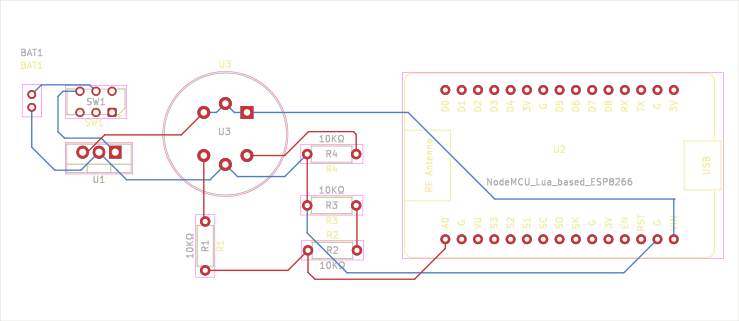 BAT1
BAT1
SW1
SW1
U1
U3
U3
10KΩ
R4
R4
10KΩ
R3
R3
R2
R2
10KΩ
10KΩ
R1
R1
D0
D1
D2
D3
D4
3V
G
D5
D6
D7
D8
RX
TX
G
3V
RF Antenna
U2
NodeMCU_Lua_based_ESP8266
USB
A0
G
VU
S3
S2
S1
SC
SO
SK
G
3V
EN
RST
G
VIN